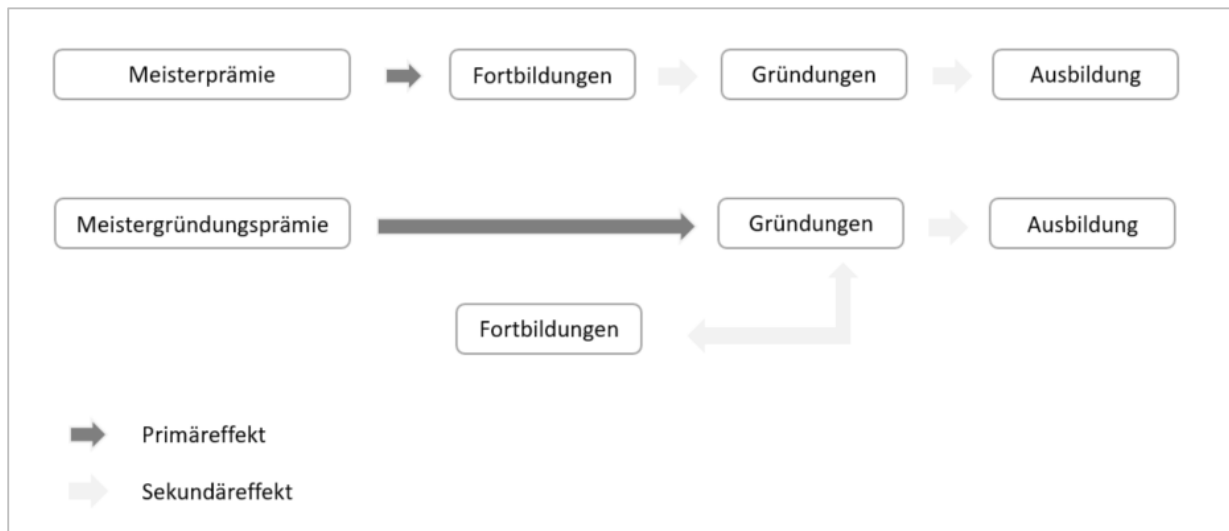 Meisterprämie
Fortbildungen
Gründungen
Ausbildung
Meistergründungsprämie
Gründungen
Ausbildung
Fortbildungen
Primäreffekt
Sekundäreffekt